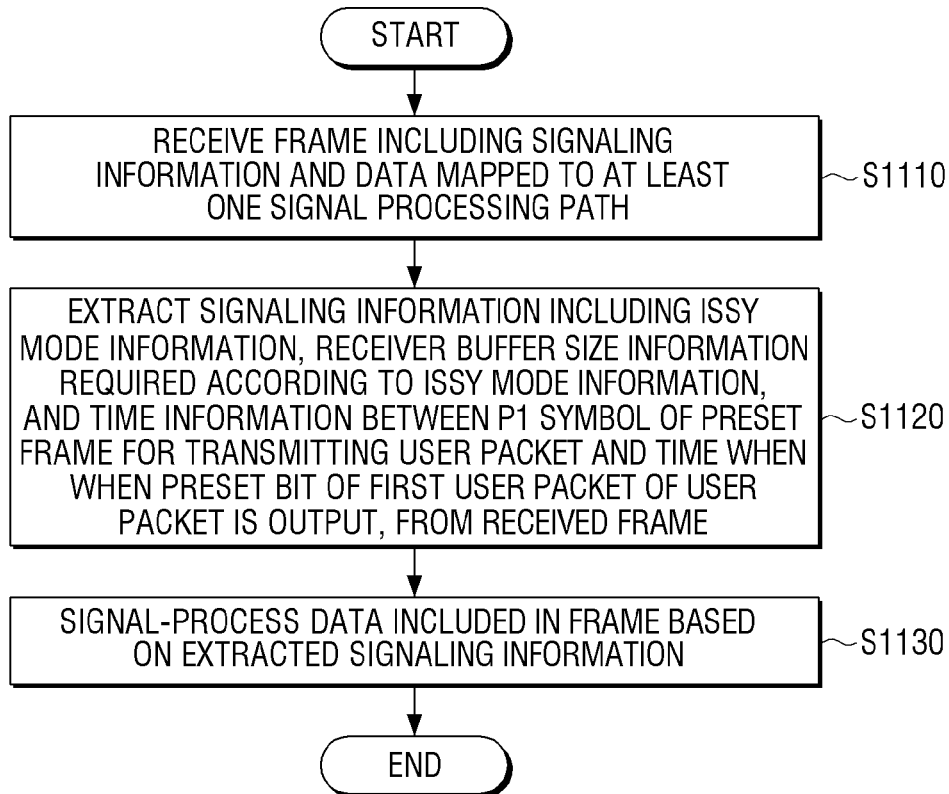 START
RECEIVE FRAME INCLUDING SIGNALING
INFORMATION AND DATA MAPPED TO AT LEAST
ONE SIGNAL PROCESSING PATH
S1110
EXTRACT SIGNALING INFORMATION INCLUDING ISSY
MODE INFORMATION, RECEIVER BUFFER SIZE INFORMATION
REQUIRED ACCORDING TO ISSY MODE INFORMATION,
AND TIME INFORMATION BETWEEN P1 SYMBOL OF PRESET
FRAME FOR TRANSMITTING USER PACKET AND TIME WHEN
WHEN PRESET BIT OF FIRST USER PACKET OF USER
PACKET IS OUTPUT, FROM RECEIVED FRAME
S1120
SIGNAL-PROCESS DATA INCLUDED IN FRAME BASED
ON EXTRACTED SIGNALING INFORMATION
S1130
END